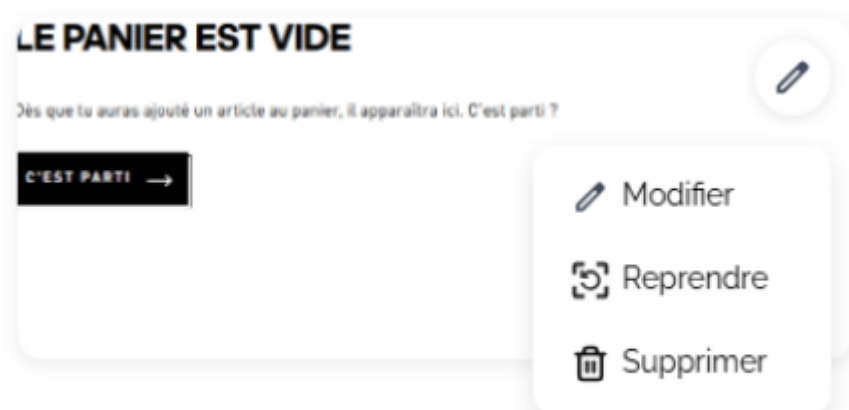 LE PANIER EST VIDE
Dès que tu auras ajouté un article au panier, il apparaîtra ici. C'est parti ?
C'EST PARTI
Modifier
Reprendre
Supprimer